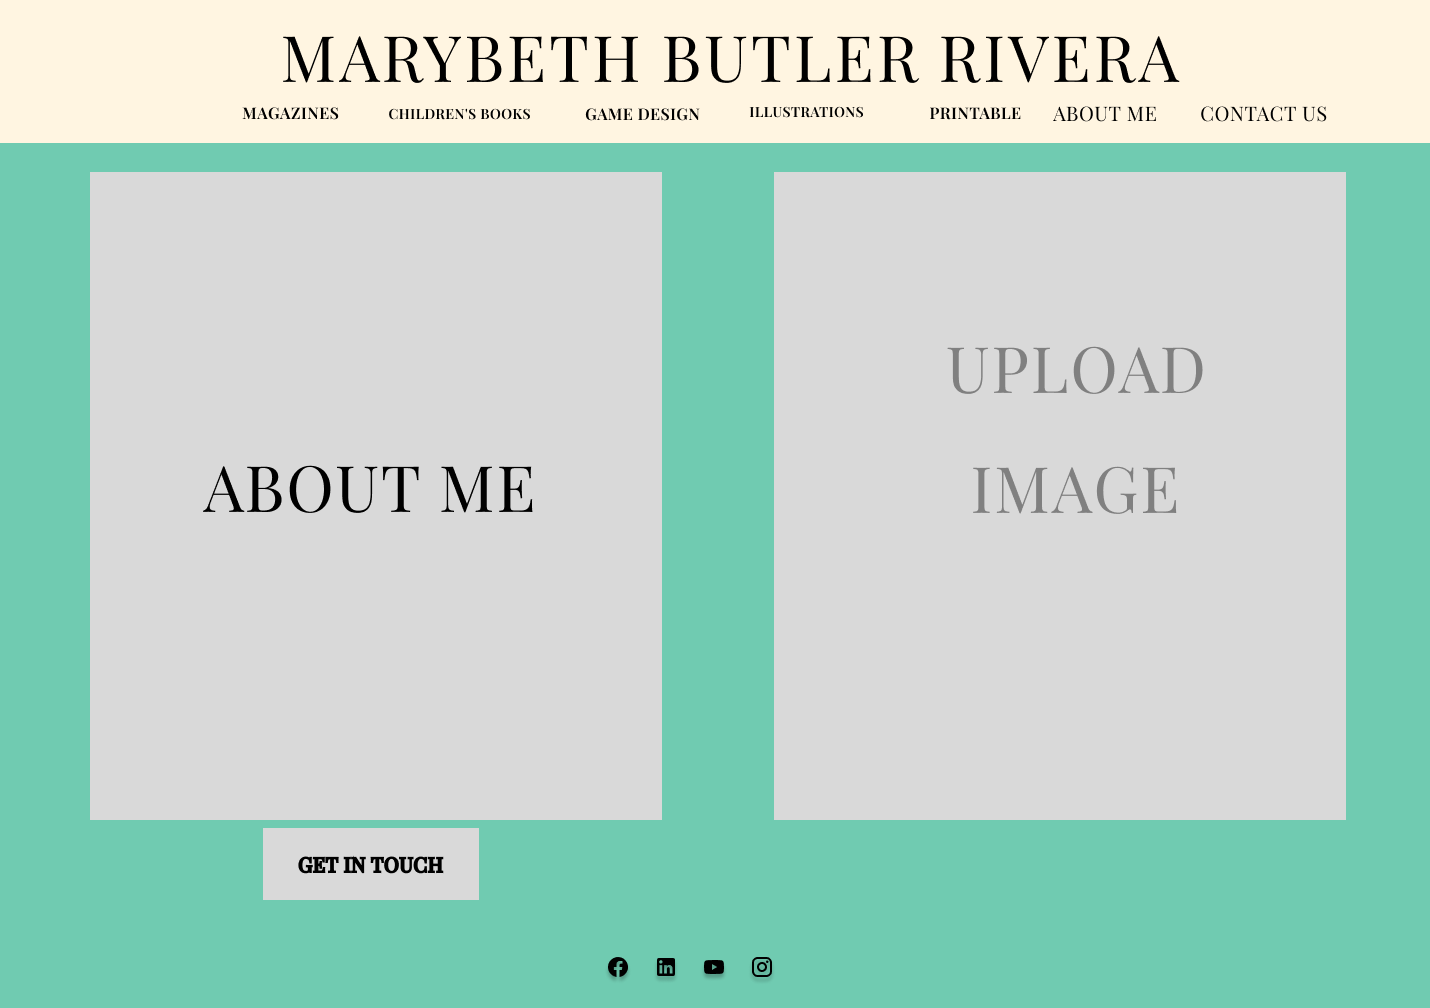 MARYBETH BUTLER RIVERA
MAGAZINES CHILDREN'S BOOKS GAME DESIGN ILLUSTRATIONS PRINTABLE ABOUT ME CONTACT US
ABOUT ME
UPLOAD
IMAGE
GET IN TOUCH